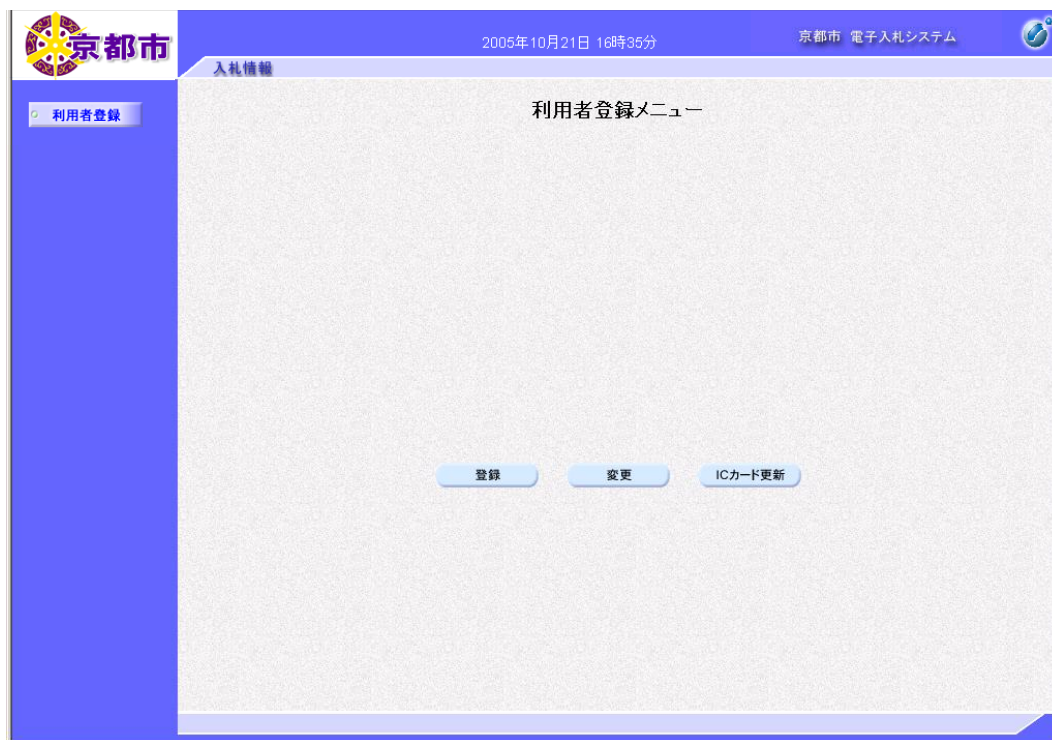 京都市
2005年10月21日 16時35分
京都市 電子入札システム
入札情報
利用者登録
利用者登録メニュー
登録
変更
ICカード更新